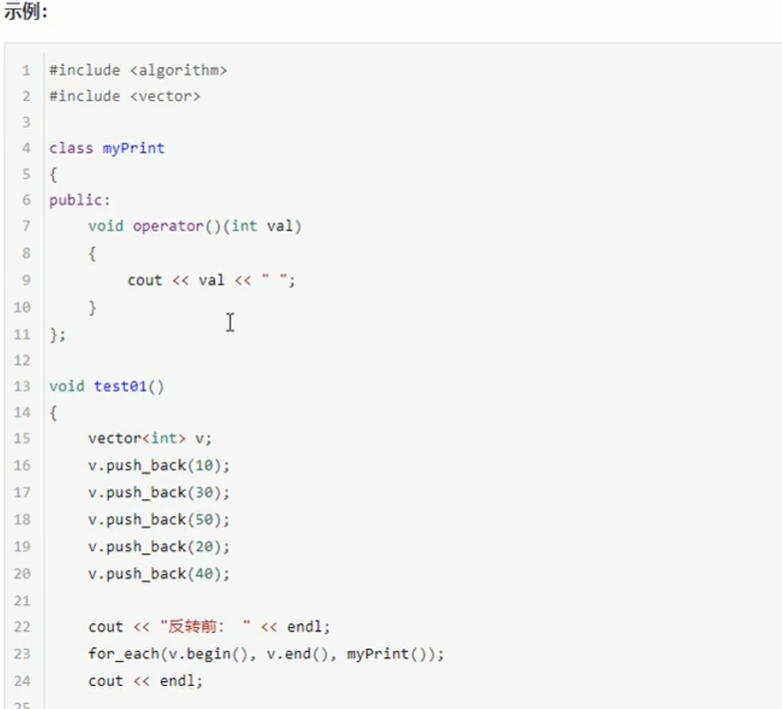 示例：
1 #include <algorithm>
2 #include <vector>
3
4 class myPrint
5 {
6 public:
7     void operator()(int val)
8     {
9         cout << val << " ";
10     }
11 };
12
13 void test01()
14 {
15     vector<int> v;
16     v.push_back(10);
17     v.push_back(30);
18     v.push_back(50);
19     v.push_back(20);
20     v.push_back(40);
21
22     cout << "反转前： " << endl;
23     for_each(v.begin(), v.end(), myPrint());
24     cout << endl;
25